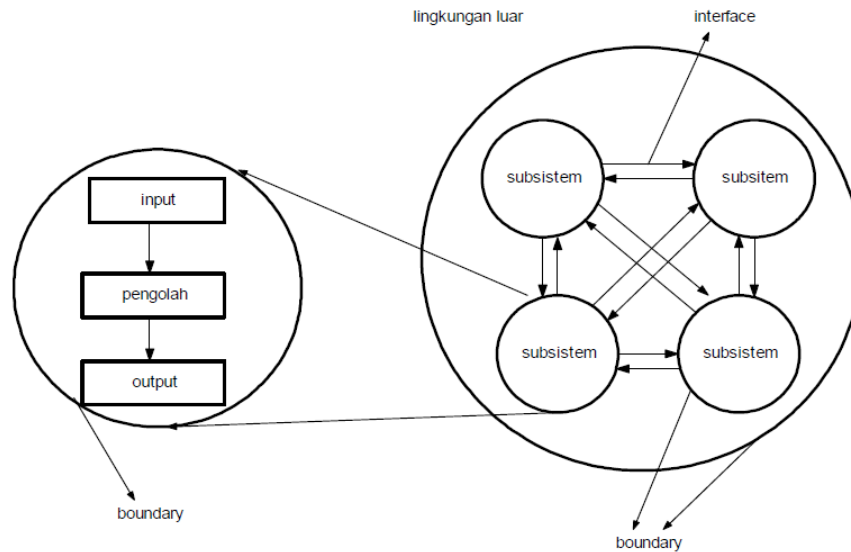 lingkungan luar
interface
subsistem
subsitem
input
pengolah
subsistem
subsistem
output
boundary
boundary